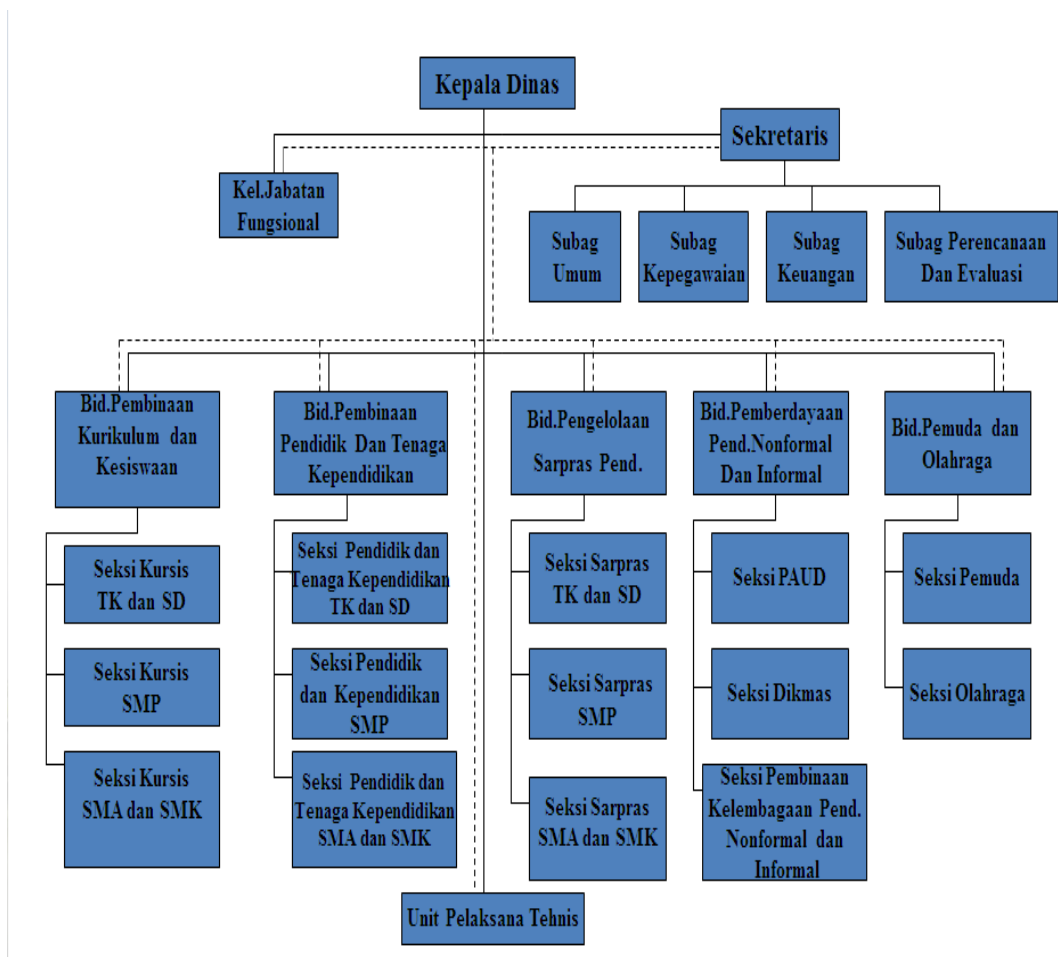 Kepala Dinas
Sekretaris
Kel.Jabatan
Fungsional
Subag
Umum
Subag
Kepegawaian
Subag
Keuangan
Subag Perencanaan
Dan Evaluasi
Bid.Pembinaan
Kurikulum dan
Kesiswaan
Bid.Pembinaan
Pendidik Dan Tenaga
Kependidikan
Bid.Pengelolaan
Sarpras Pend.
Bid.Pemberdayaan
Pend.Nonformal
Dan Informal
Bid.Pemuda dan
Olahraga
Seksi Kursis
TK dan SD
Seksi Pendidik dan
Tenaga Kependidikan
TK dan SD
Seksi Sarpras
TK dan SD
Seksi PAUD
Seksi Pemuda
Seksi Kursis
SMP
Seksi Pendidik
dan Kependidikan
SMP
Seksi Sarpras
SMP
Seksi Dikmas
Seksi Olahraga
Seksi Kursis
SMA dan SMK
Seksi Pendidik dan
Tenaga Kependidikan
SMA dan SMK
Seksi Sarpras
SMA dan SMK
Seksi Pembinaan
Kelembagaan Pend.
Nonformal dan
Informal
Unit Pelaksana Tehnis